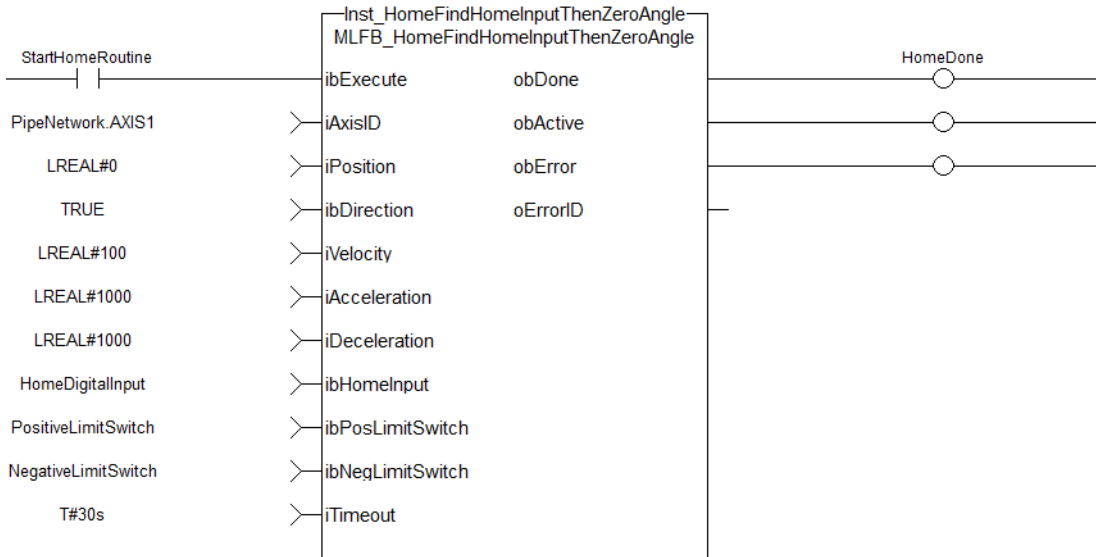 Inst_HomeFindHomeInputThenZeroAngle
MLFB_HomeFindHomeInputThenZeroAngle
StartHomeRoutine
HomeDone
ibExecute obDone
PipeNetwork.AXIS1 iAxisID obActive
LREAL#0 iPosition obError
TRUE ibDirection oErrorID
LREAL#100 iVelocity
LREAL#1000 iAcceleration
LREAL#1000 iDeceleration
HomeDigitalInput ibHomeInput
PositiveLimitSwitch ibPosLimitSwitch
NegativeLimitSwitch ibNegLimitSwitch
T#30s iTimeout